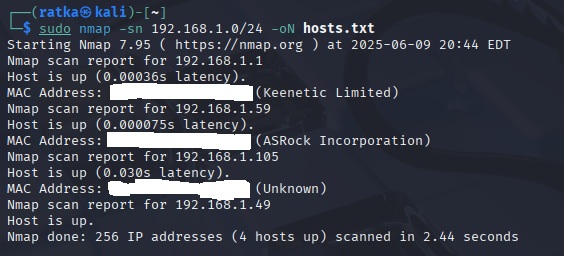 (ratka㉿kali)-[~]
$ sudo nmap -sn 192.168.1.0/24 -oN hosts.txt
Starting Nmap 7.95 ( https://nmap.org ) at 2025-06-09 20:44 EDT
Nmap scan report for 192.168.1.1
Host is up (0.00036s latency).
MAC Address: (Keenetic Limited)
Nmap scan report for 192.168.1.59
Host is up (0.000075s latency).
MAC Address: (ASRock Incorporation)
Nmap scan report for 192.168.1.105
Host is up (0.030s latency).
MAC Address: (Unknown)
Nmap scan report for 192.168.1.49
Host is up.
Nmap done: 256 IP addresses (4 hosts up) scanned in 2.44 seconds